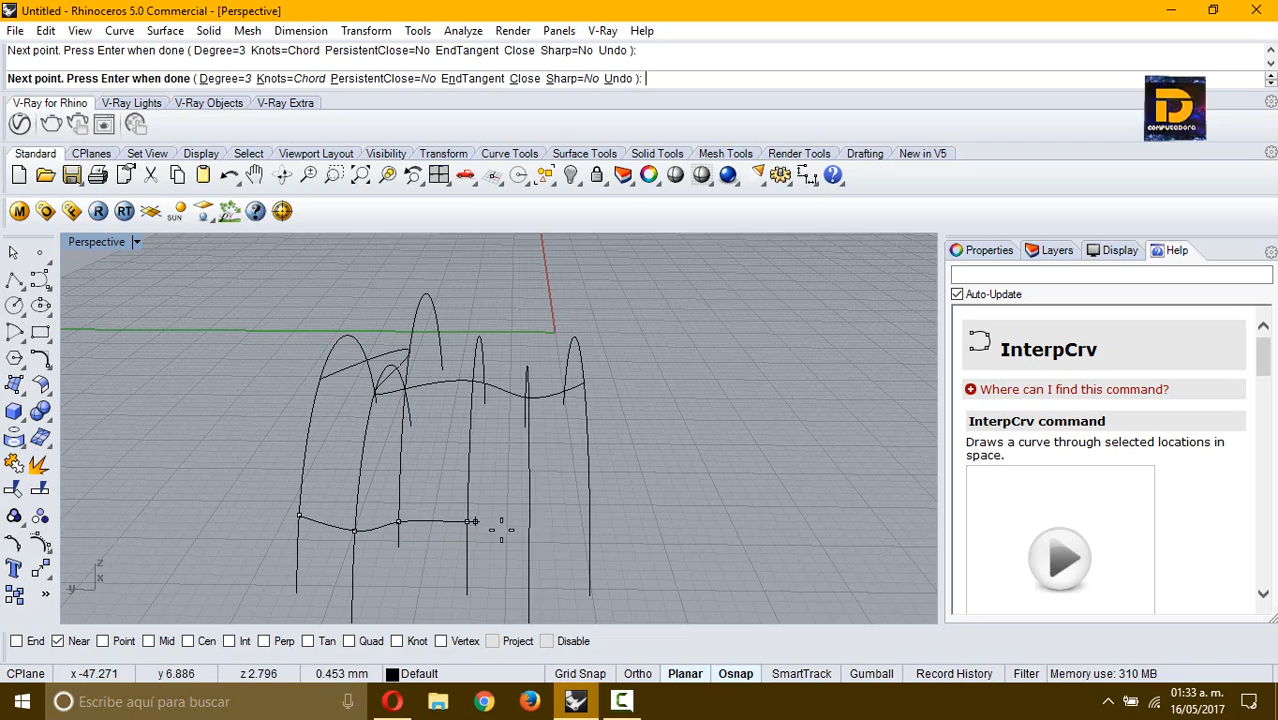 Untitled - Rhinoceros 5.0 Commercial - [Perspective]
File Edit View Curve Surface Solid Mesh Dimension Transform Tools Analyze Render Panels V-Ray Help
Next point. Press Enter when done ( Degree=3 Knots=Chord PersistentClose=No EndTangent Close Sharp=No Undo ):
Next point. Press Enter when done ( Degree=3 Knots=Chord PersistentClose=No EndTangent Close Sharp=No Undo ):
V-Ray for Rhino V-Ray Lights V-Ray Objects V-Ray Extra
COMPUTADORA
Standard CPlanes Set View Display Select Viewport Layout Visibility Transform Curve Tools Surface Tools Solid Tools Mesh Tools Render Tools Drafting New in V5
M R RT SUN
Perspective
Properties Layers Display Help
Auto-Update
InterpCrv
Where can I find this command?
InterpCrv command
Draws a curve through selected locations in
space.
z
y x
End Near Point Mid Cen Int Perp Tan Quad Knot Vertex Project Disable
CPlane x -47.271 y 6.886 z 2.796 0.453 mm Default Grid Snap Ortho Planar Osnap SmartTrack Gumball Record History Filter Memory use: 310 MB
Escribe aquí para buscar
01:33 a. m.
16/05/2017